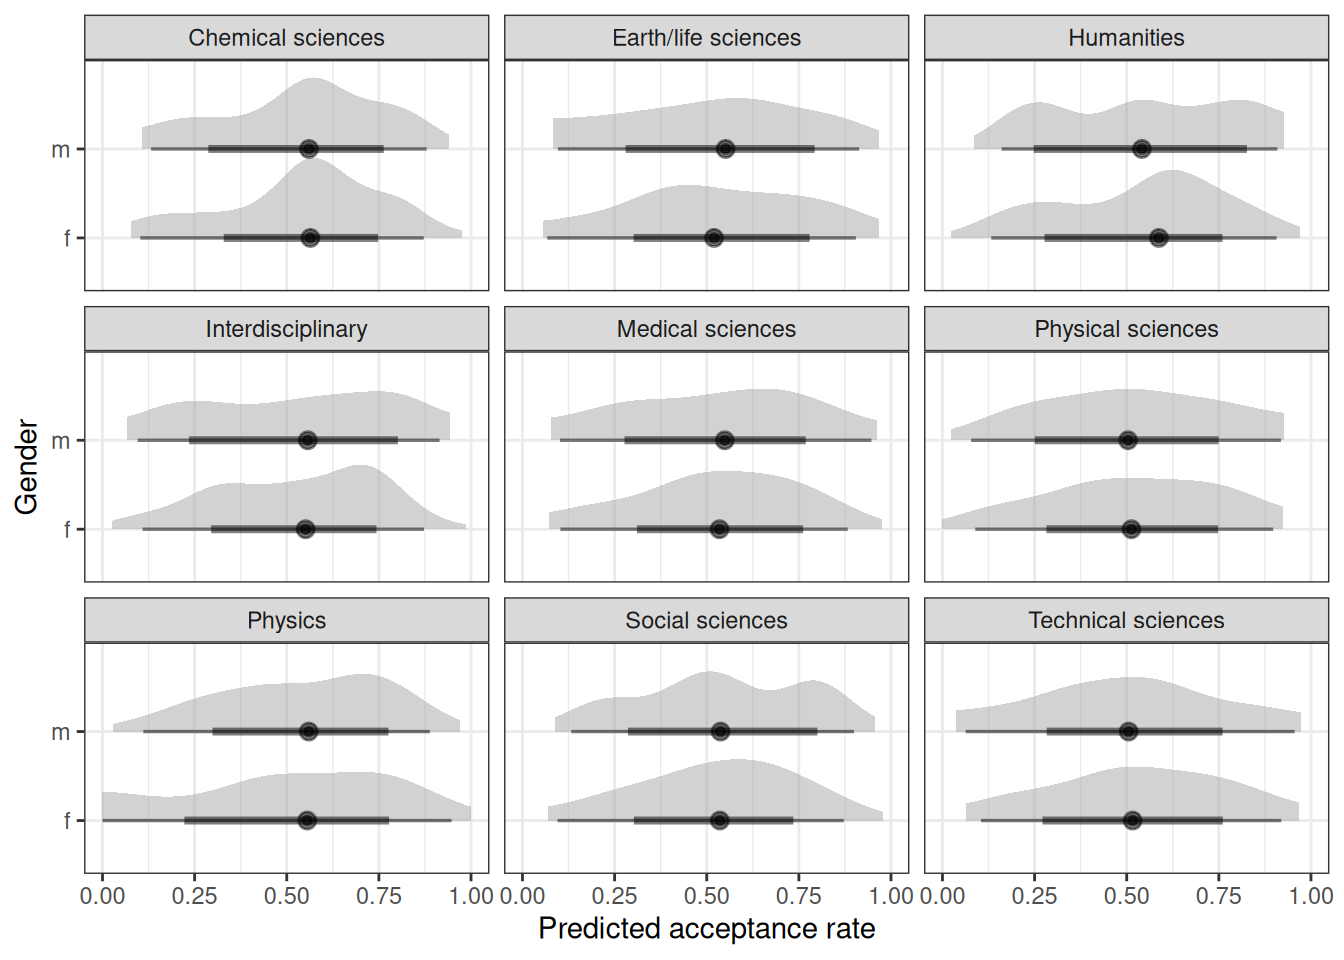 Chemical sciences
Earth/life sciences
Humanities
m
f
Interdisciplinary
Medical sciences
Physical sciences
Gender
m
f
Physics
Social sciences
Technical sciences
m
f
0.00 0.25 0.50 0.75 1.00 0.00 0.25 0.50 0.75 1.00 0.00 0.25 0.50 0.75 1.00
Predicted acceptance rate